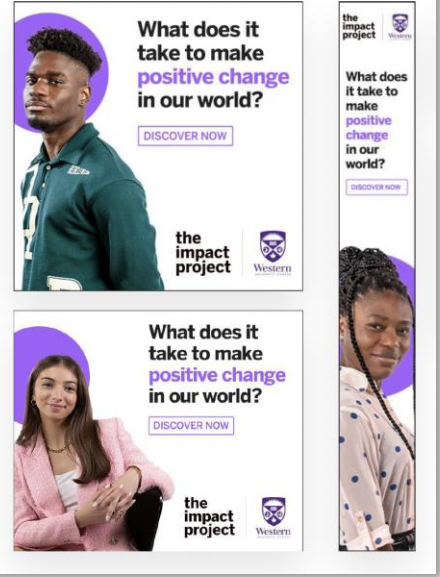 What does it
take to make
positive change
in our world?
DISCOVER NOW
the
impact
project
Western
the
impact
project
Western
What does
it take to
make
positive
change
in our
world?
DISCOVER NOW
What does it
take to make
positive change
in our world?
DISCOVER NOW
the
impact
project
Western